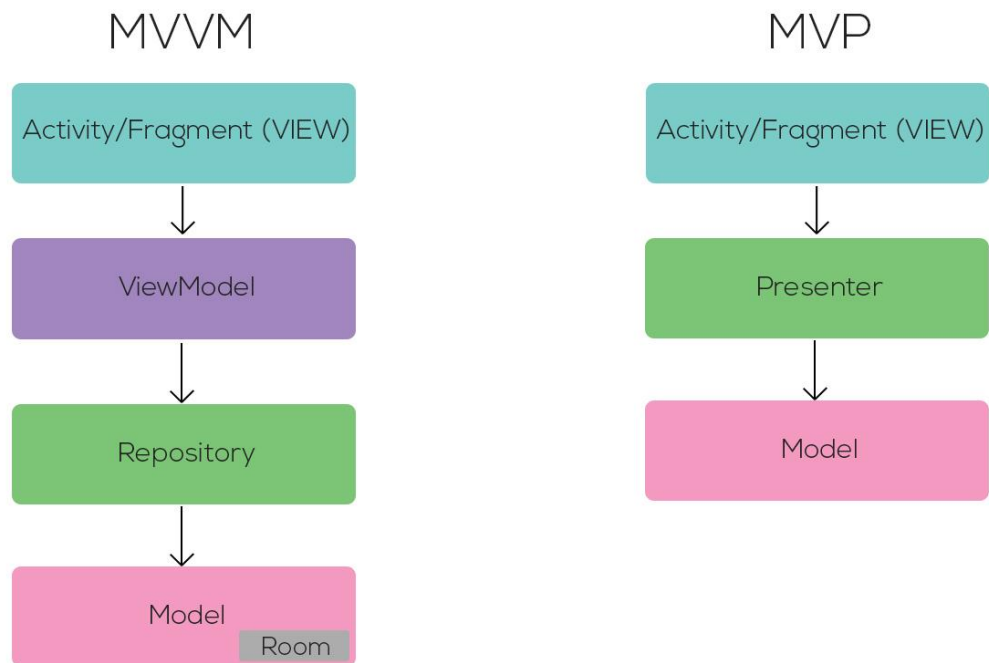 MVVM
Activity/Fragment (VIEW)
ViewModel
Repository
Model
Room
MVP
Activity/Fragment (VIEW)
Presenter
Model